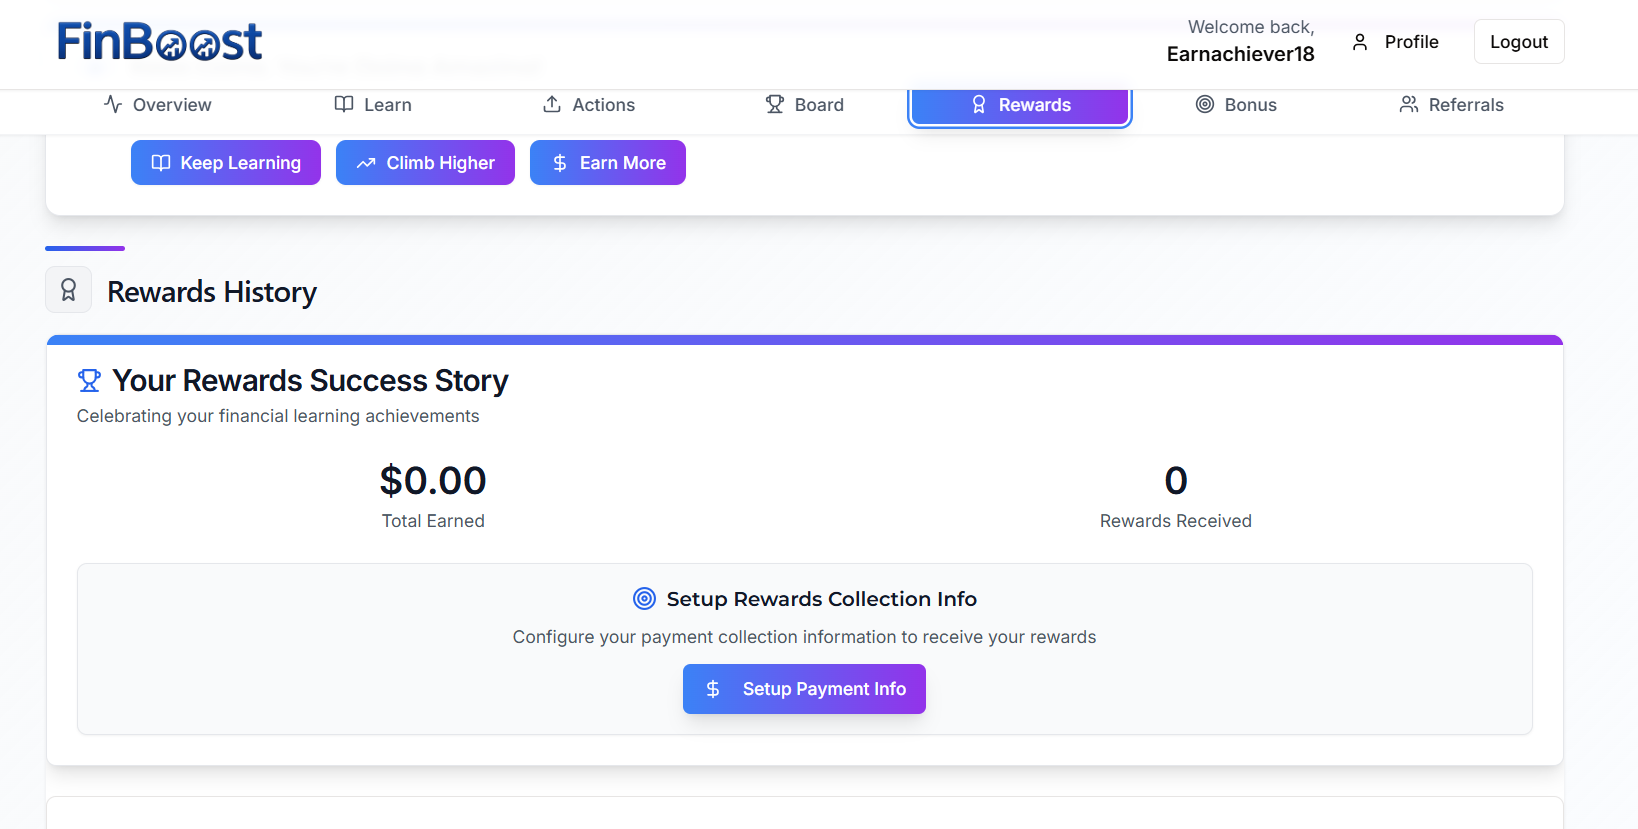 FinBoost
Welcome back,
Earnachiever18
Profile
Logout
Overview
Learn
Actions
Board
Rewards
Bonus
Referrals
Keep Learning
Climb Higher
Earn More
Rewards History
Your Rewards Success Story
Celebrating your financial learning achievements
$0.00
0
Total Earned
Rewards Received
Setup Rewards Collection Info
Configure your payment collection information to receive your rewards
Setup Payment Info